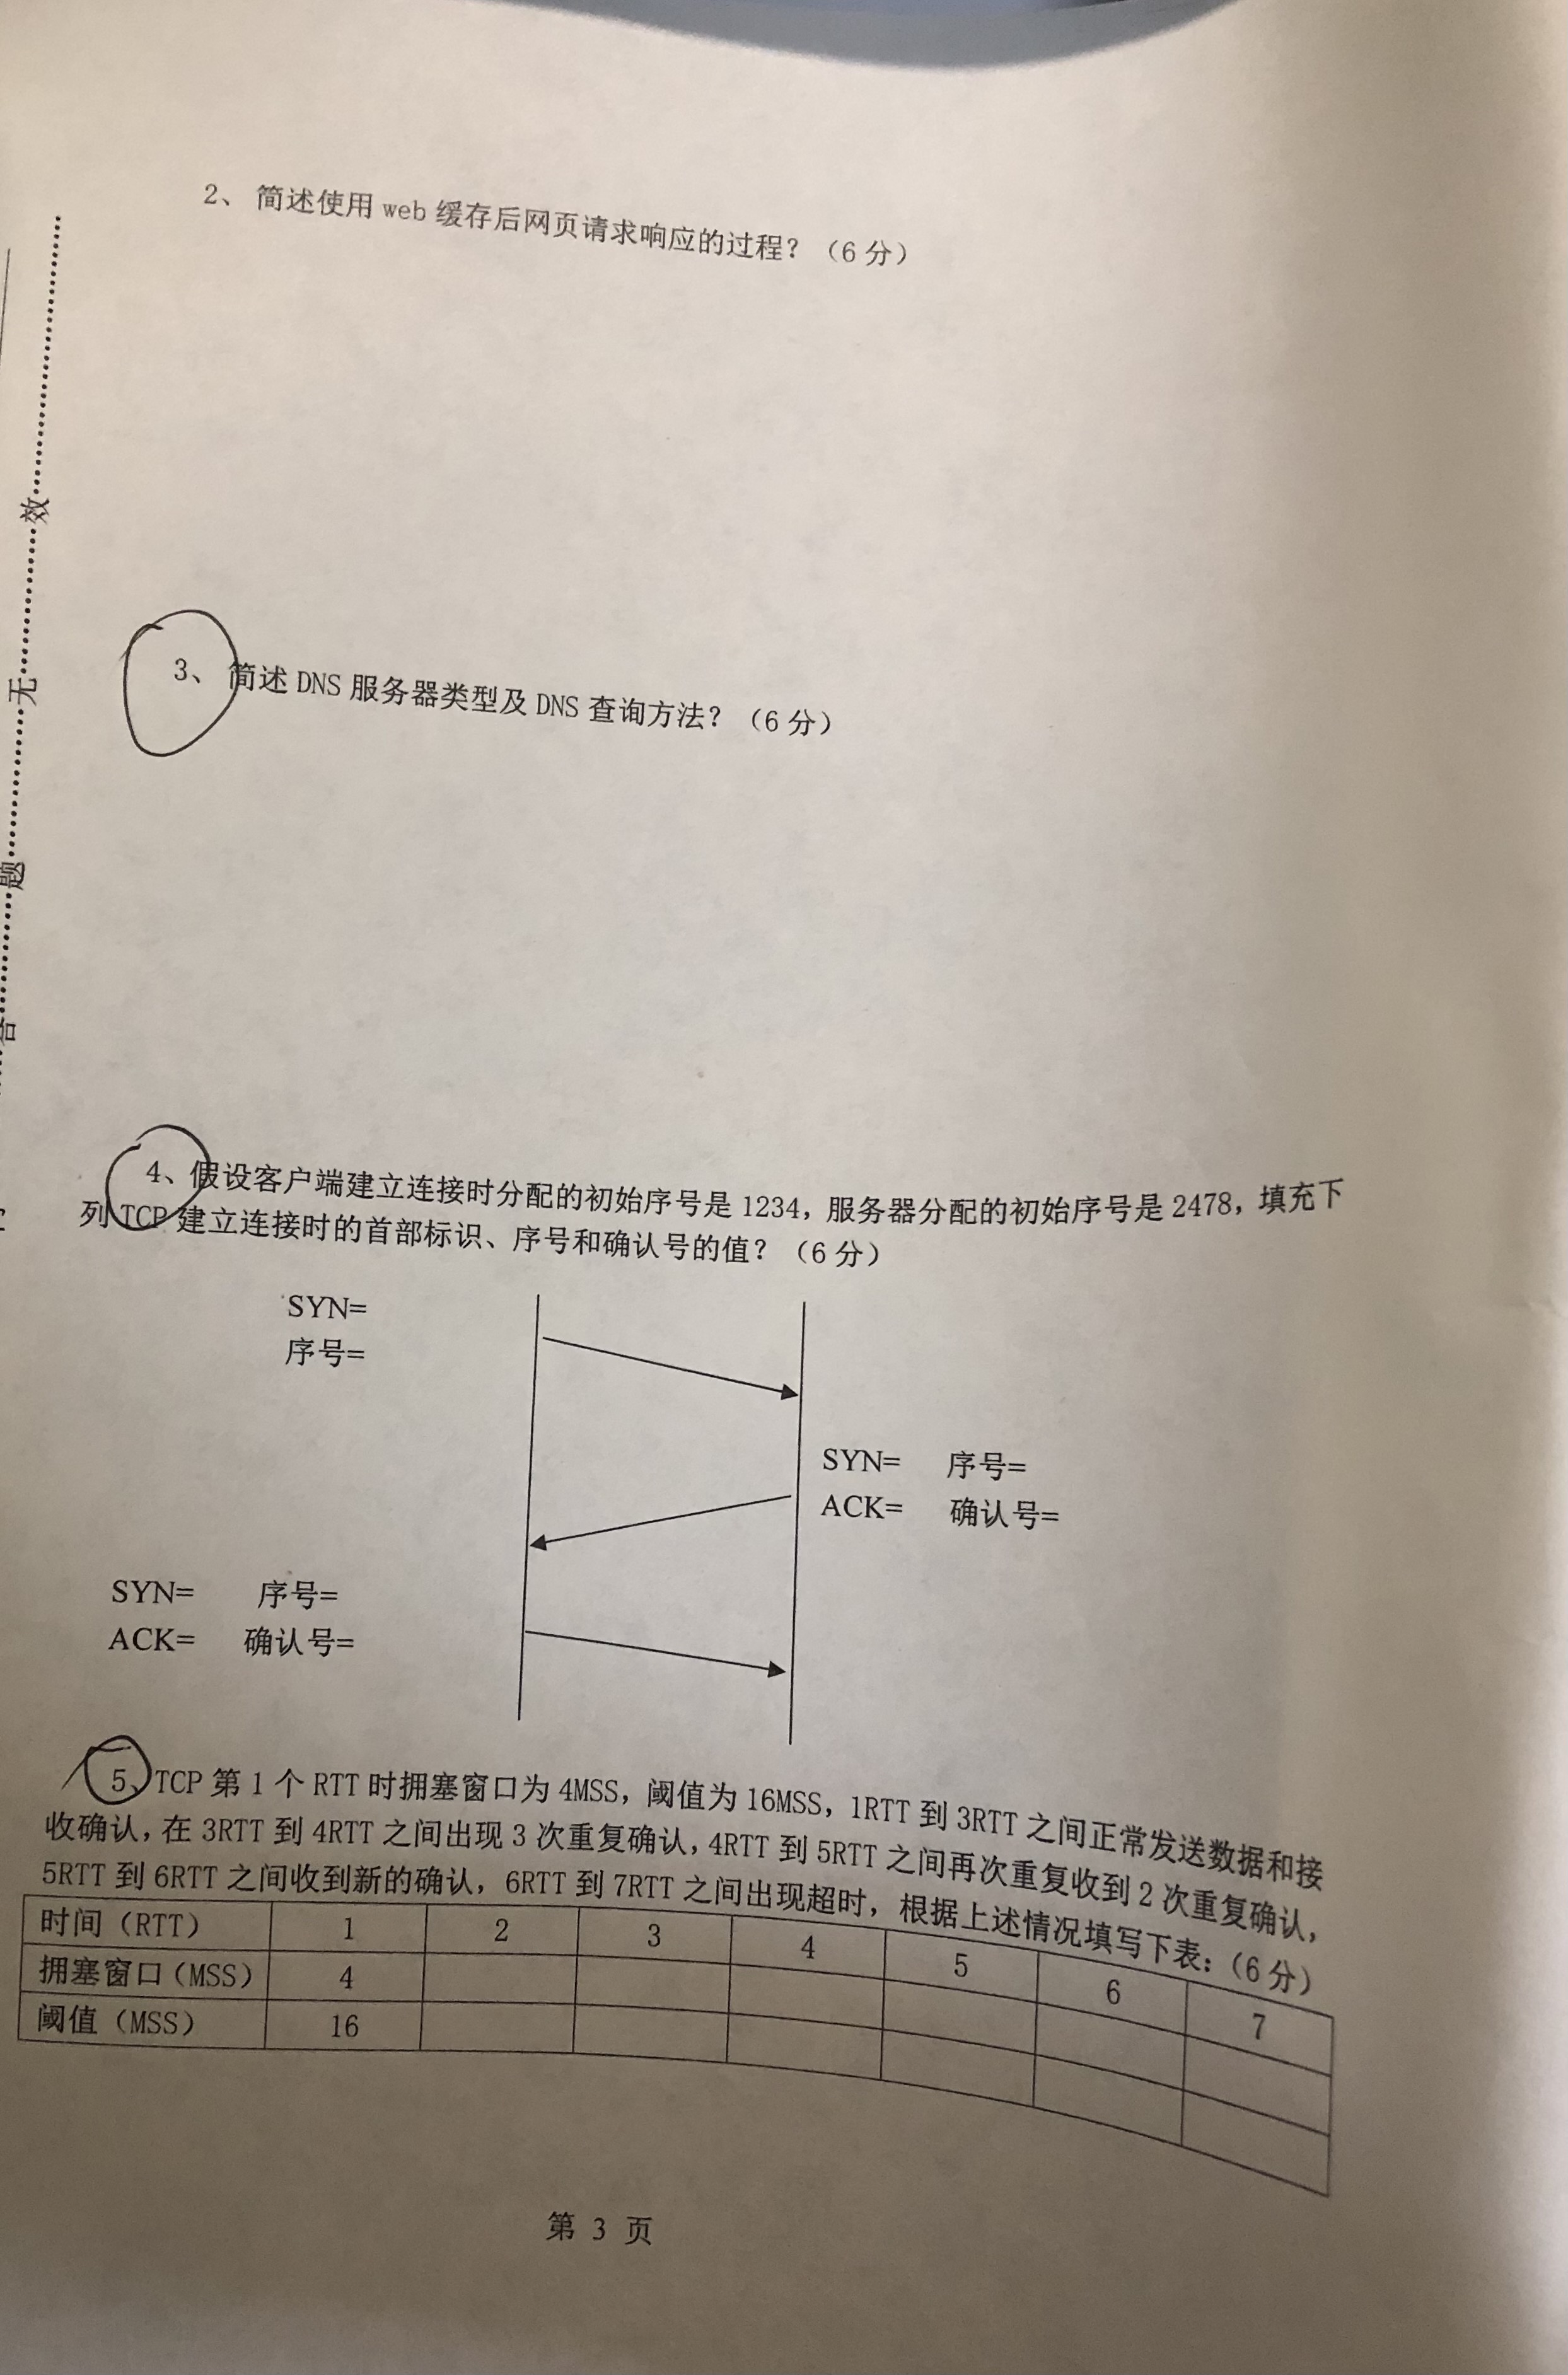 2、 简述使用 web 缓存后网页请求响应的过程？（6 分）
3、 简述 DNS 服务器类型及 DNS 查询方法？（6 分）
4、假设客户端建立连接时分配的初始序号是 1234，服务器分配的初始序号是 2478，填充下
列 TCP 建立连接时的首部标识、序号和确认号的值？（6 分）
SYN=
序号=
SYN= 序号=
ACK= 确认号=
SYN= 序号=
ACK= 确认号=
5、TCP 第 1 个 RTT 时拥塞窗口为 4MSS，阈值为 16MSS，1RTT 到 3RTT 之间正常发送数据和接
收确认，在 3RTT 到 4RTT 之间出现 3 次重复确认，4RTT 到 5RTT 之间再次重复收到 2 次重复确认，
5RTT 到 6RTT 之间收到新的确认，6RTT 到 7RTT 之间出现超时，根据上述情况填写下表：（6 分）
时间（RTT） 1 2 3 4 5 6 7
拥塞窗口（MSS） 4
阈值（MSS） 16
第 3 页
答 题 无 效